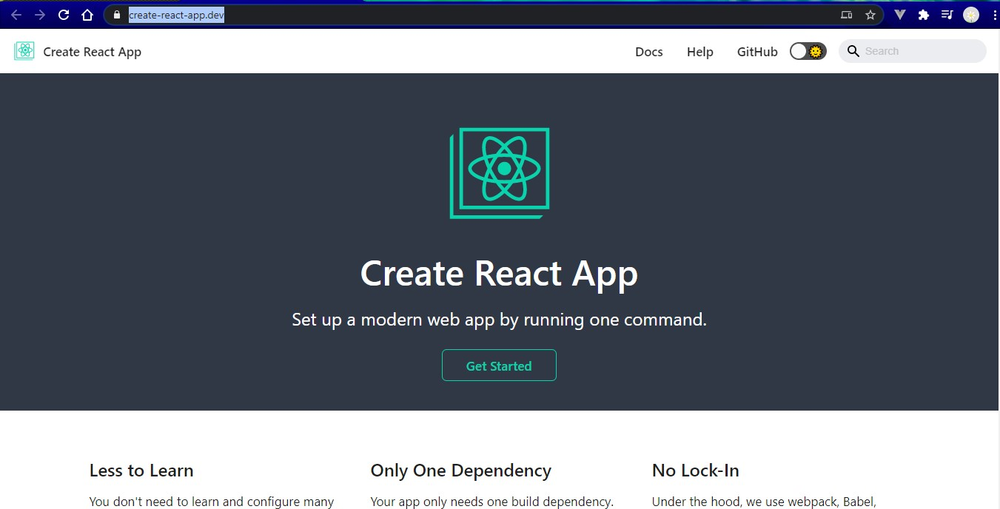 create-react-app.dev
Create React App
Docs
Help
GitHub
Search
Create React App
Set up a modern web app by running one command.
Get Started
Less to Learn
You don't need to learn and configure many
Only One Dependency
Your app only needs one build dependency.
No Lock-In
Under the hood, we use webpack, Babel,